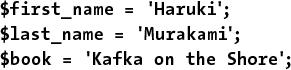 $first_name = 'Haruki';
$last_name = 'Murakami';
$book = 'Kafka on the Shore';